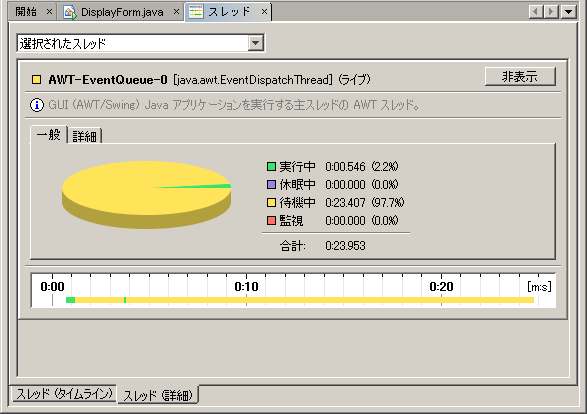 開始 × DisplayForm.java × スレッド ×
選択されたスレッド
AWT-EventQueue-0 [java.awt.EventDispatchThread] (ライブ) 非表示
GUI (AWT/Swing) Java アプリケーションを実行する主スレッドの AWT スレッド。
一般 詳細
実行中 0:00.546 (2.2%)
休眠中 0:00.000 (0.0%)
待機中 0:23.407 (97.7%)
監視 0:00.000 (0.0%)
合計: 0:23.953
0:00 0:10 0:20 [m:s]
スレッド (タイムライン) スレッド (詳細)